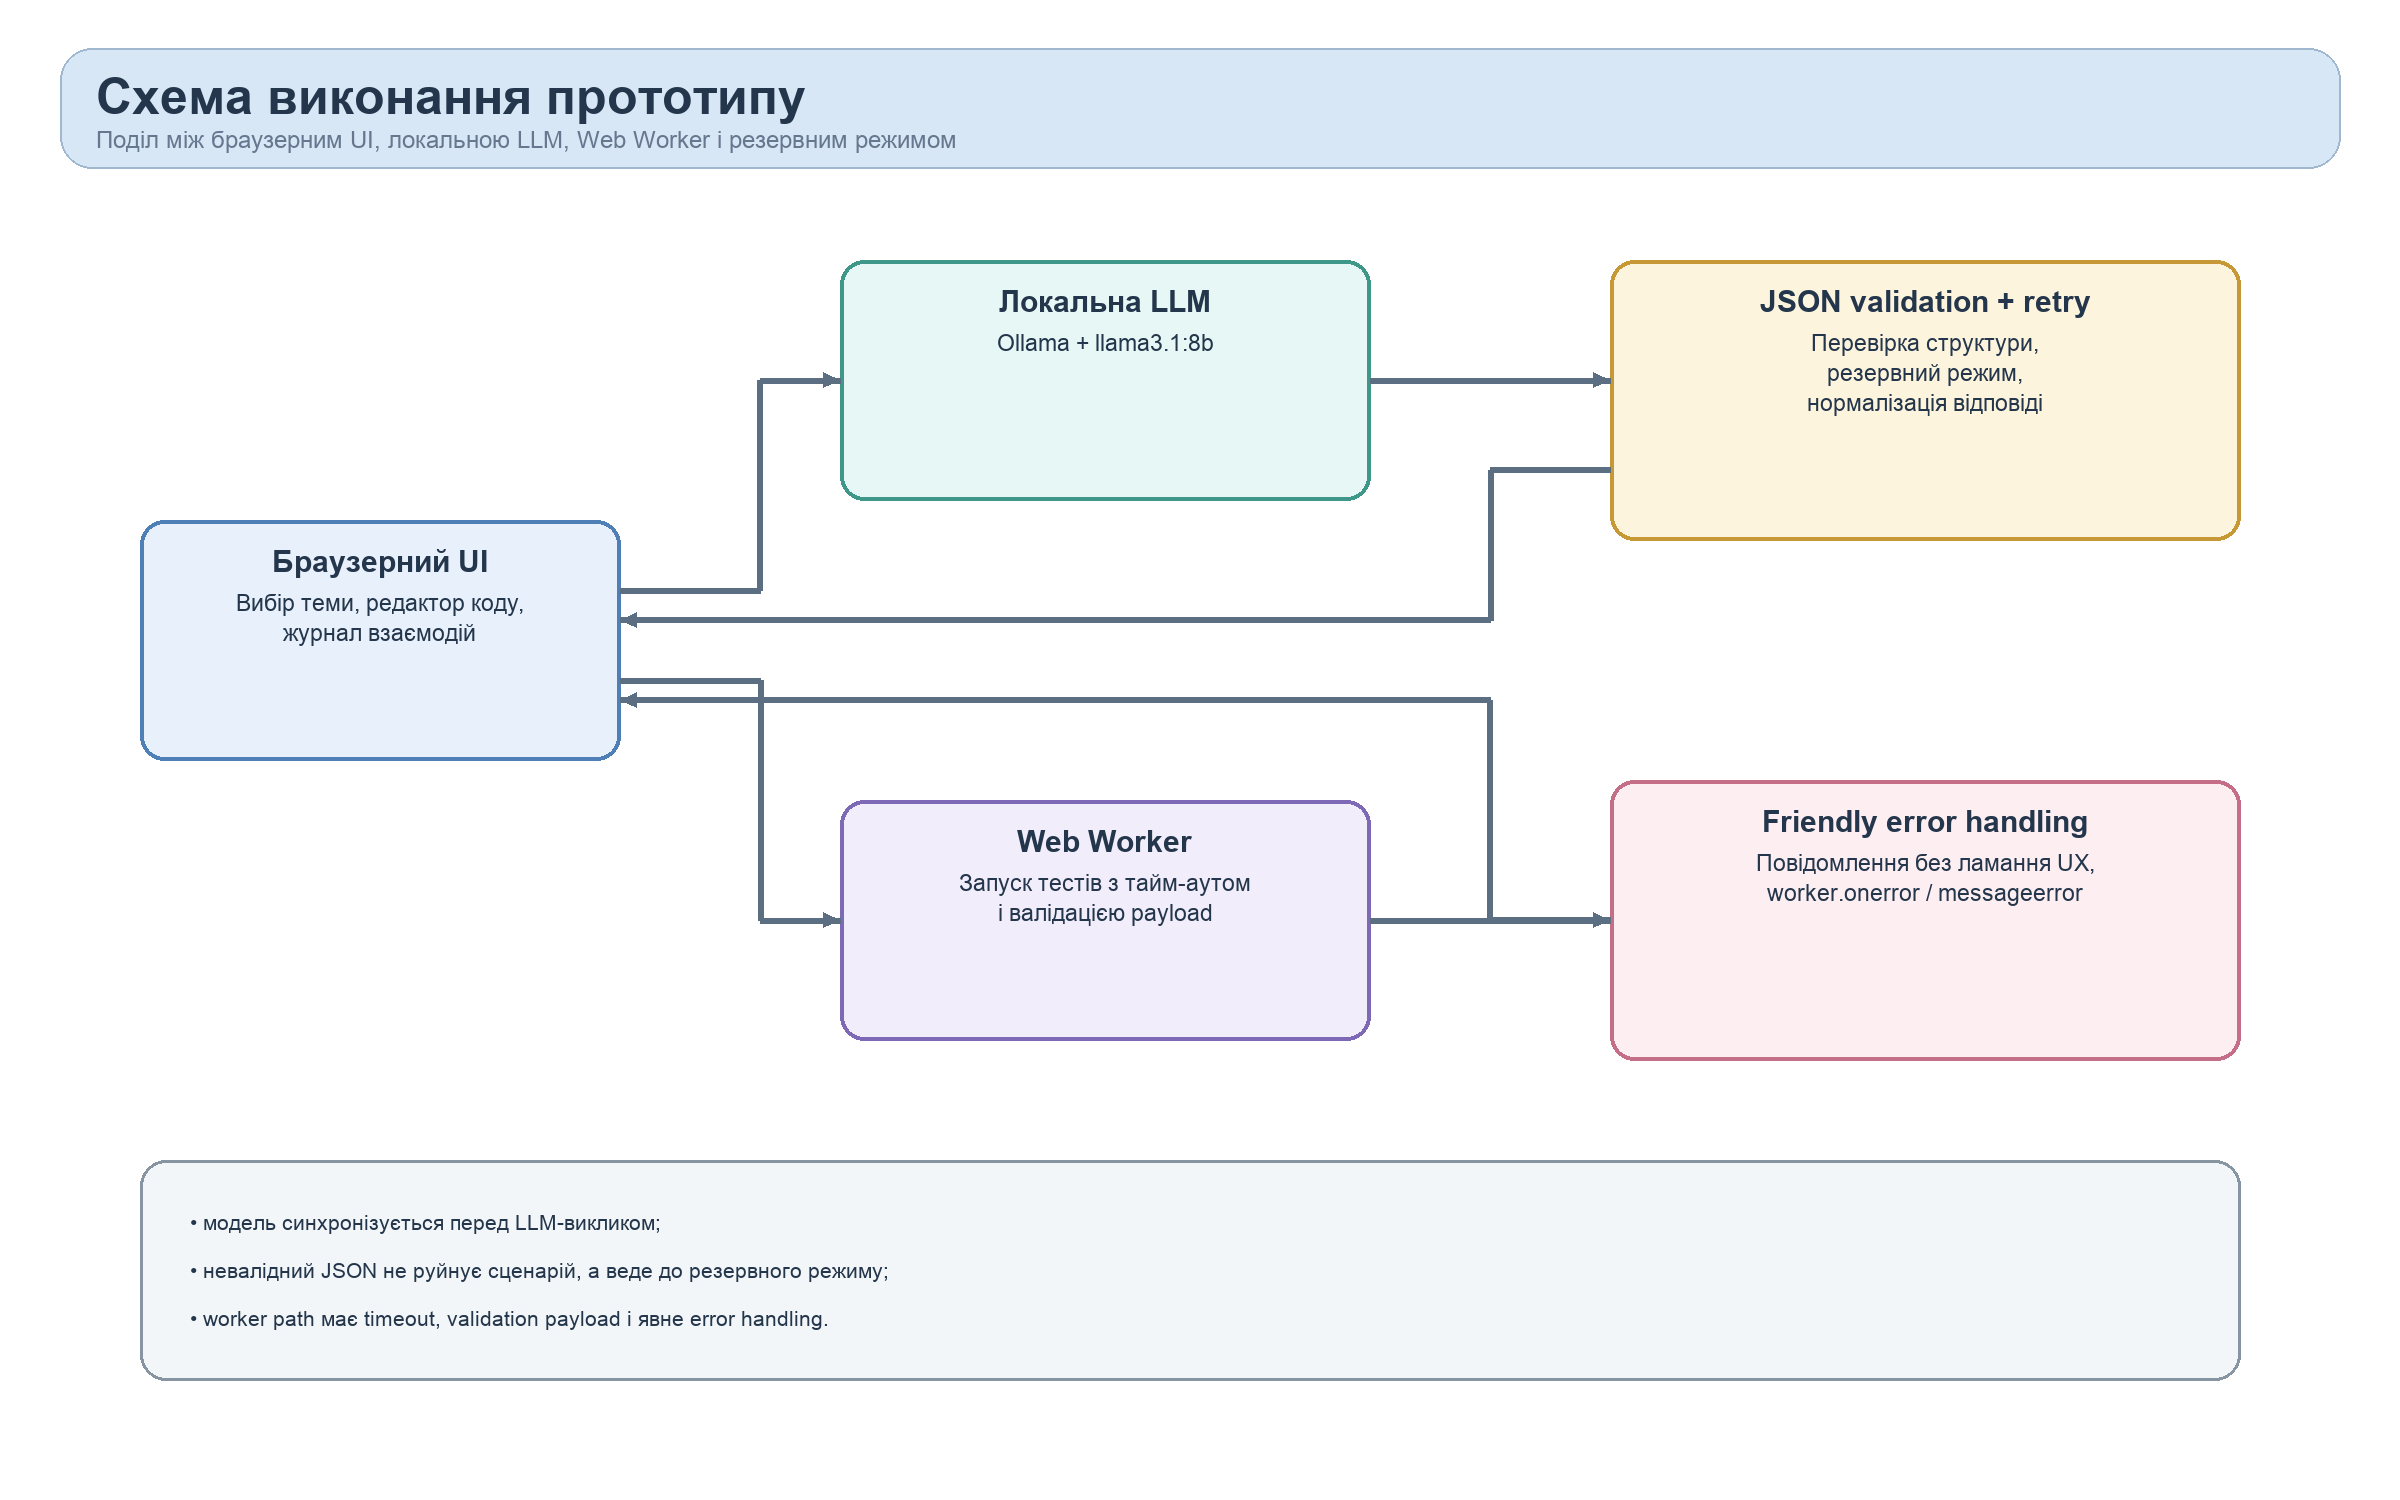 Схема виконання прототипу
Поділ між браузерним UI, локальною LLM, Web Worker і резервним режимом
Локальна LLM
Ollama + llama3.1:8b
JSON validation + retry
Перевірка структури,
резервний режим,
нормалізація відповіді
Браузерний UI
Вибір теми, редактор коду,
журнал взаємодій
Web Worker
Запуск тестів з тайм-аутом
і валідацією payload
Friendly error handling
Повідомлення без ламання UX,
worker.onerror / messageerror
• модель синхронізується перед LLM-викликом;
• невалідний JSON не руйнує сценарій, а веде до резервного режиму;
• worker path має timeout, validation payload і явне error handling.